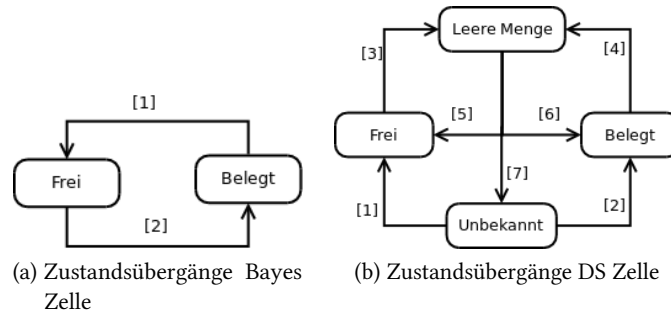 Leere Menge
[3]
[4]
[1]
[5]
[6]
Frei
Belegt
Frei
Belegt
[7]
[2]
[1]
[2]
Unbekannt
(a) Zustandsübergänge Bayes
Zelle
(b) Zustandsübergänge DS Zelle